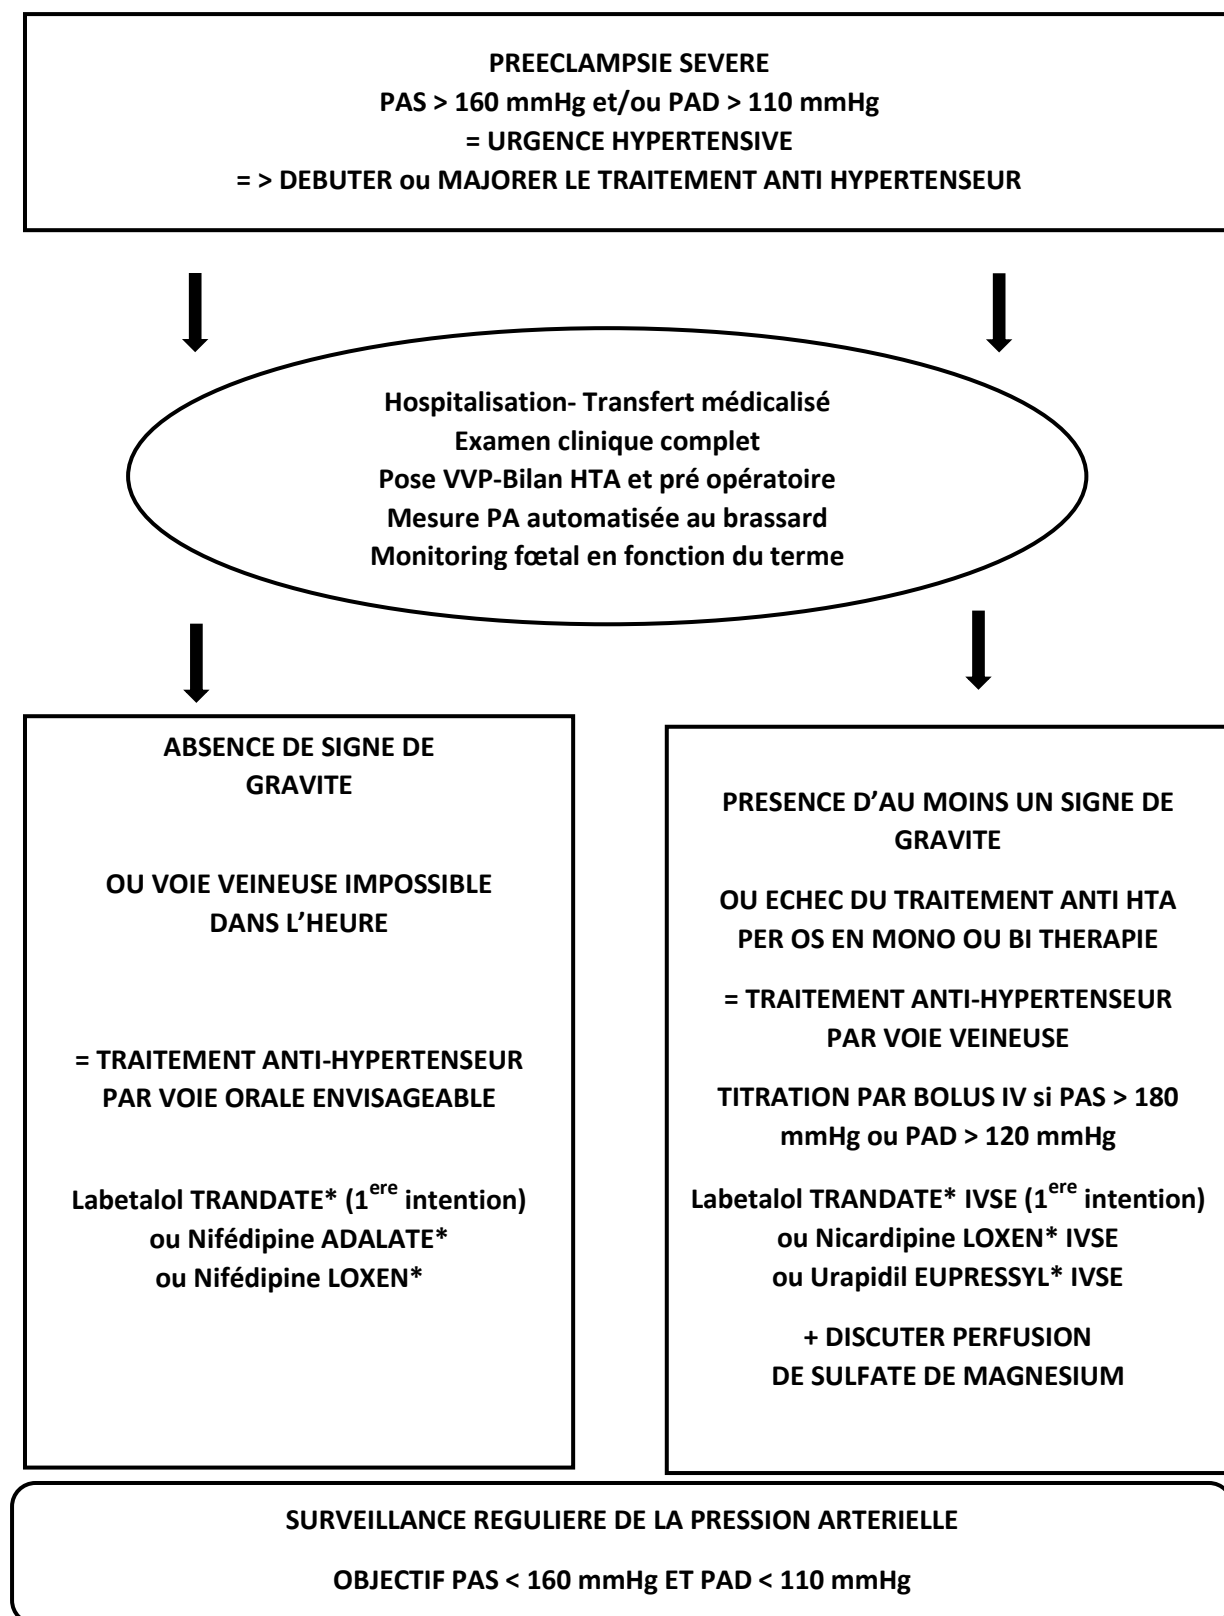 PREECLAMPSIE SEVERE
PAS > 160 mmHg et/ou PAD > 110 mmHg
= URGENCE HYPERTENSIVE
= > DEBUTER ou MAJORER LE TRAITEMENT ANTI HYPERTENSEUR
Hospitalisation- Transfert médicalisé
Examen clinique complet
Pose VVP-Bilan HTA et pré opératoire
Mesure PA automatisée au brassard
Monitoring fœtal en fonction du terme
ABSENCE DE SIGNE DE
GRAVITE
OU VOIE VEINEUSE IMPOSSIBLE
DANS L’HEURE
= TRAITEMENT ANTI-HYPERTENSEUR
PAR VOIE ORALE ENVISAGEABLE
Labetalol TRANDATE* (1ere intention)
ou Nifédipine ADALATE*
ou Nifédipine LOXEN*
PRESENCE D’AU MOINS UN SIGNE DE
GRAVITE
OU ECHEC DU TRAITEMENT ANTI HTA
PER OS EN MONO OU BI THERAPIE
= TRAITEMENT ANTI-HYPERTENSEUR
PAR VOIE VEINEUSE
TITRATION PAR BOLUS IV si PAS > 180
mmHg ou PAD > 120 mmHg
Labetalol TRANDATE* IVSE (1ere intention)
ou Nicardipine LOXEN* IVSE
ou Urapidil EUPRESSYL* IVSE
+ DISCUTER PERFUSION
DE SULFATE DE MAGNESIUM
SURVEILLANCE REGULIERE DE LA PRESSION ARTERIELLE
OBJECTIF PAS < 160 mmHg ET PAD < 110 mmHg